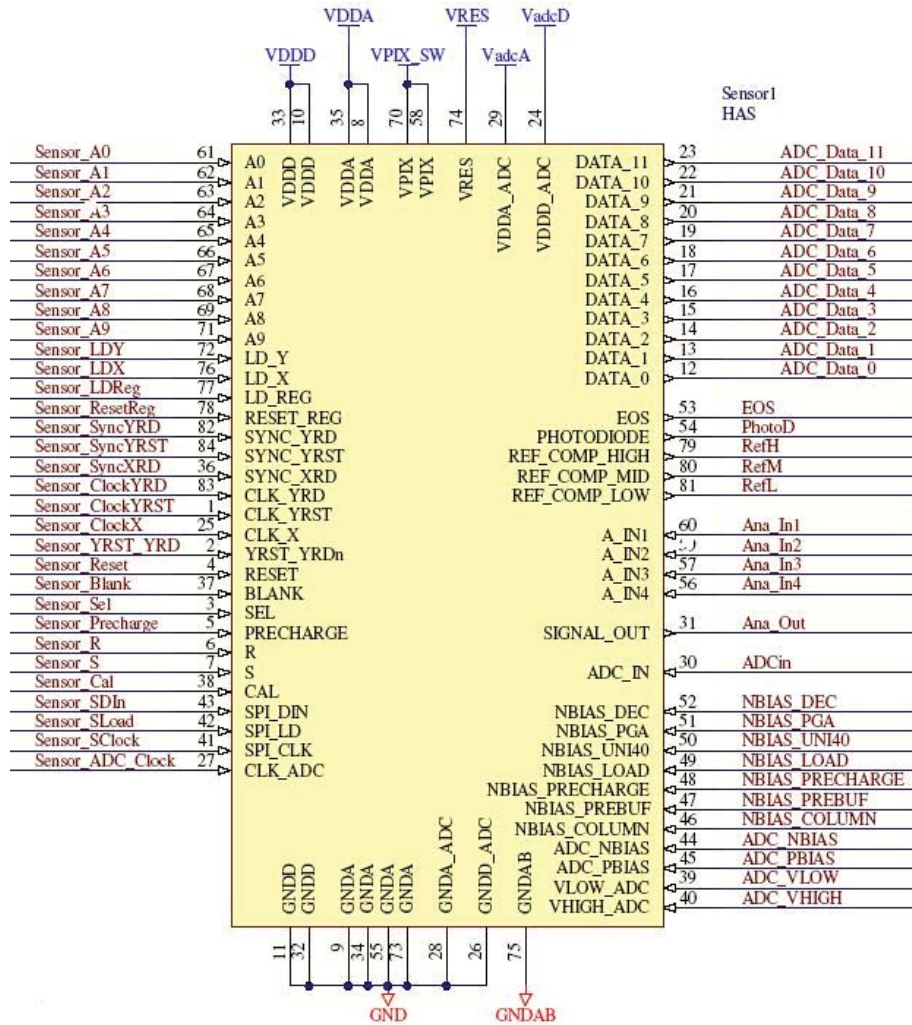 VDDA VRES VadcD
VDDD VPIX_SW VadcA
33 10 35 8 70 58 74 29 24
Sensor1
HAS
VDDD VDDD VDDA VDDA VPIX VPIX VRES VDDA_ADC VDDD_ADC
Sensor_A0 61 A0
Sensor_A1 62 A1
Sensor_A2 63 A2
Sensor_A3 64 A3
Sensor_A4 65 A4
Sensor_A5 66 A5
Sensor_A6 67 A6
Sensor_A7 68 A7
Sensor_A8 69 A8
Sensor_A9 71 A9
Sensor_LDY 72 LD_Y
Sensor_LDX 76 LD_X
Sensor_LDReg 77 LD_REG
Sensor_ResetReg 78 RESET_REG
Sensor_SyncYRD 82 SYNC_YRD
Sensor_SyncYRST 84 SYNC_YRST
Sensor_SyncXRD 36 SYNC_XRD
Sensor_ClockYRD 83 CLK_YRD
Sensor_ClockYRST 1 CLK_YRST
Sensor_ClockX 25 CLK_X
Sensor_YRST_YRD 2 YRST_YRDn
Sensor_Reset 4 RESET
Sensor_Blank 37 BLANK
Sensor_Sel 3 SEL
Sensor_Precharge 5 PRECHARGE
Sensor_R 6 R
Sensor_S 7 S
Sensor_Cal 38 CAL
Sensor_SDIn 43 SPI_DIN
Sensor_SLoad 42 SPI_LD
Sensor_SClock 41 SPI_CLK
Sensor_ADC_Clock 27 CLK_ADC
DATA_11 23 ADC_Data_11
DATA_10 22 ADC_Data_10
DATA_9 21 ADC_Data_9
DATA_8 20 ADC_Data_8
DATA_7 19 ADC_Data_7
DATA_6 18 ADC_Data_6
DATA_5 17 ADC_Data_5
DATA_4 16 ADC_Data_4
DATA_3 15 ADC_Data_3
DATA_2 14 ADC_Data_2
DATA_1 13 ADC_Data_1
DATA_0 12 ADC_Data_0
EOS 53 EOS
PHOTODIODE 54 PhotoD
REF_COMP_HIGH 79 RefH
REF_COMP_MID 80 RefM
REF_COMP_LOW 81 RefL
A_IN1 60 Ana_In1
A_IN2 Ana_In2
A_IN3 57 Ana_In3
A_IN4 56 Ana_In4
SIGNAL_OUT 31 Ana_Out
ADC_IN 30 ADCin
NBIAS_DEC 52 NBIAS_DEC
NBIAS_PGA 51 NBIAS_PGA
NBIAS_UNI40 50 NBIAS_UNI40
NBIAS_LOAD 49 NBIAS_LOAD
NBIAS_PRECHARGE 48 NBIAS_PRECHARGE
NBIAS_PREBUF 47 NBIAS_PREBUF
NBIAS_COLUMN 46 NBIAS_COLUMN
ADC_NBIAS 44 ADC_NBIAS
ADC_PBIAS 45 ADC_PBIAS
VLOW_ADC 39 ADC_VLOW
VHIGH_ADC 40 ADC_VHIGH
GNDD GNDD GNDA GNDA GNDA GNDA GNDA_ADC GNDD_ADC GNDAB
11 32 9 34 55 73 28 26 75
GND GNDAB